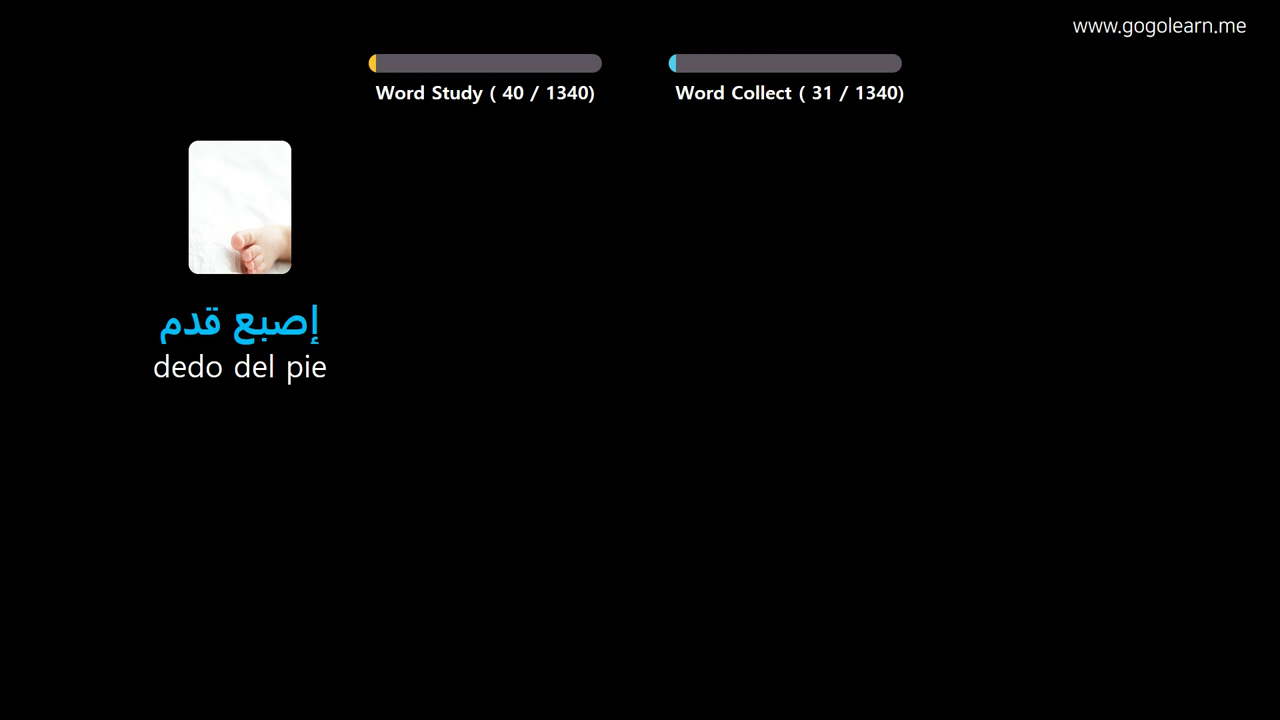 www.gogolearn.me
Word Study ( 40 / 1340)
Word Collect ( 31 / 1340)
إصبع قدم
dedo del pie